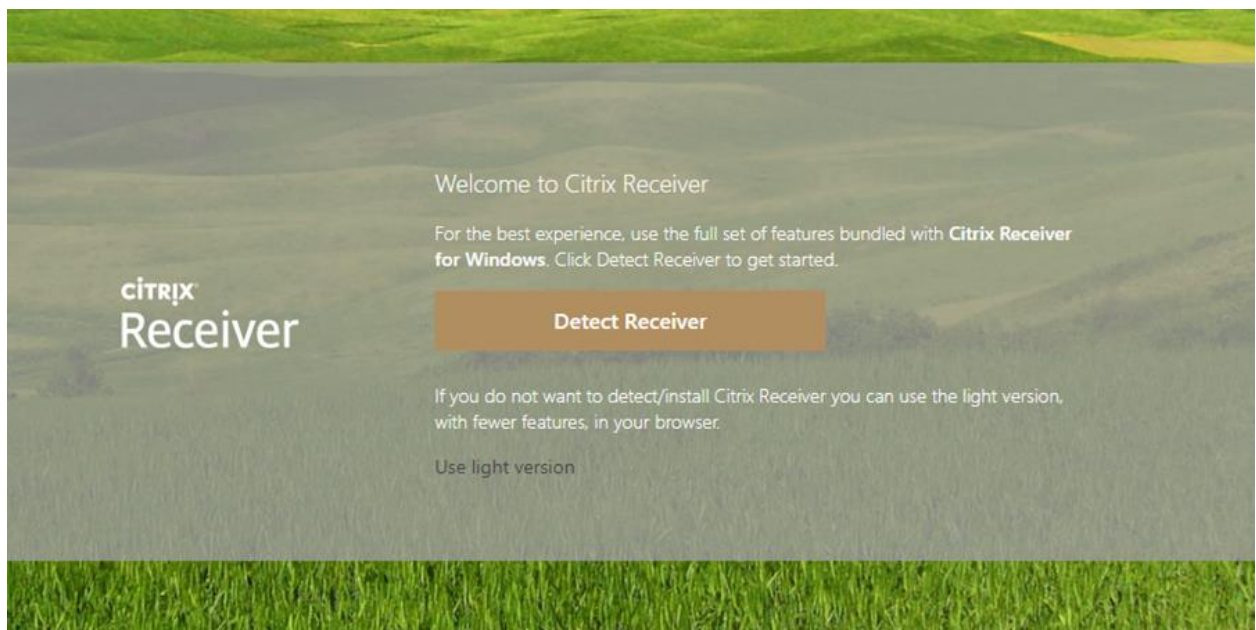 Welcome to Citrix Receiver
For the best experience, use the full set of features bundled with Citrix Receiver
for Windows. Click Detect Receiver to get started.
CİTRIX
Receiver
Detect Receiver
If you do not want to detect/install Citrix Receiver you can use the light version,
with fewer features, in your browser.
Use light version